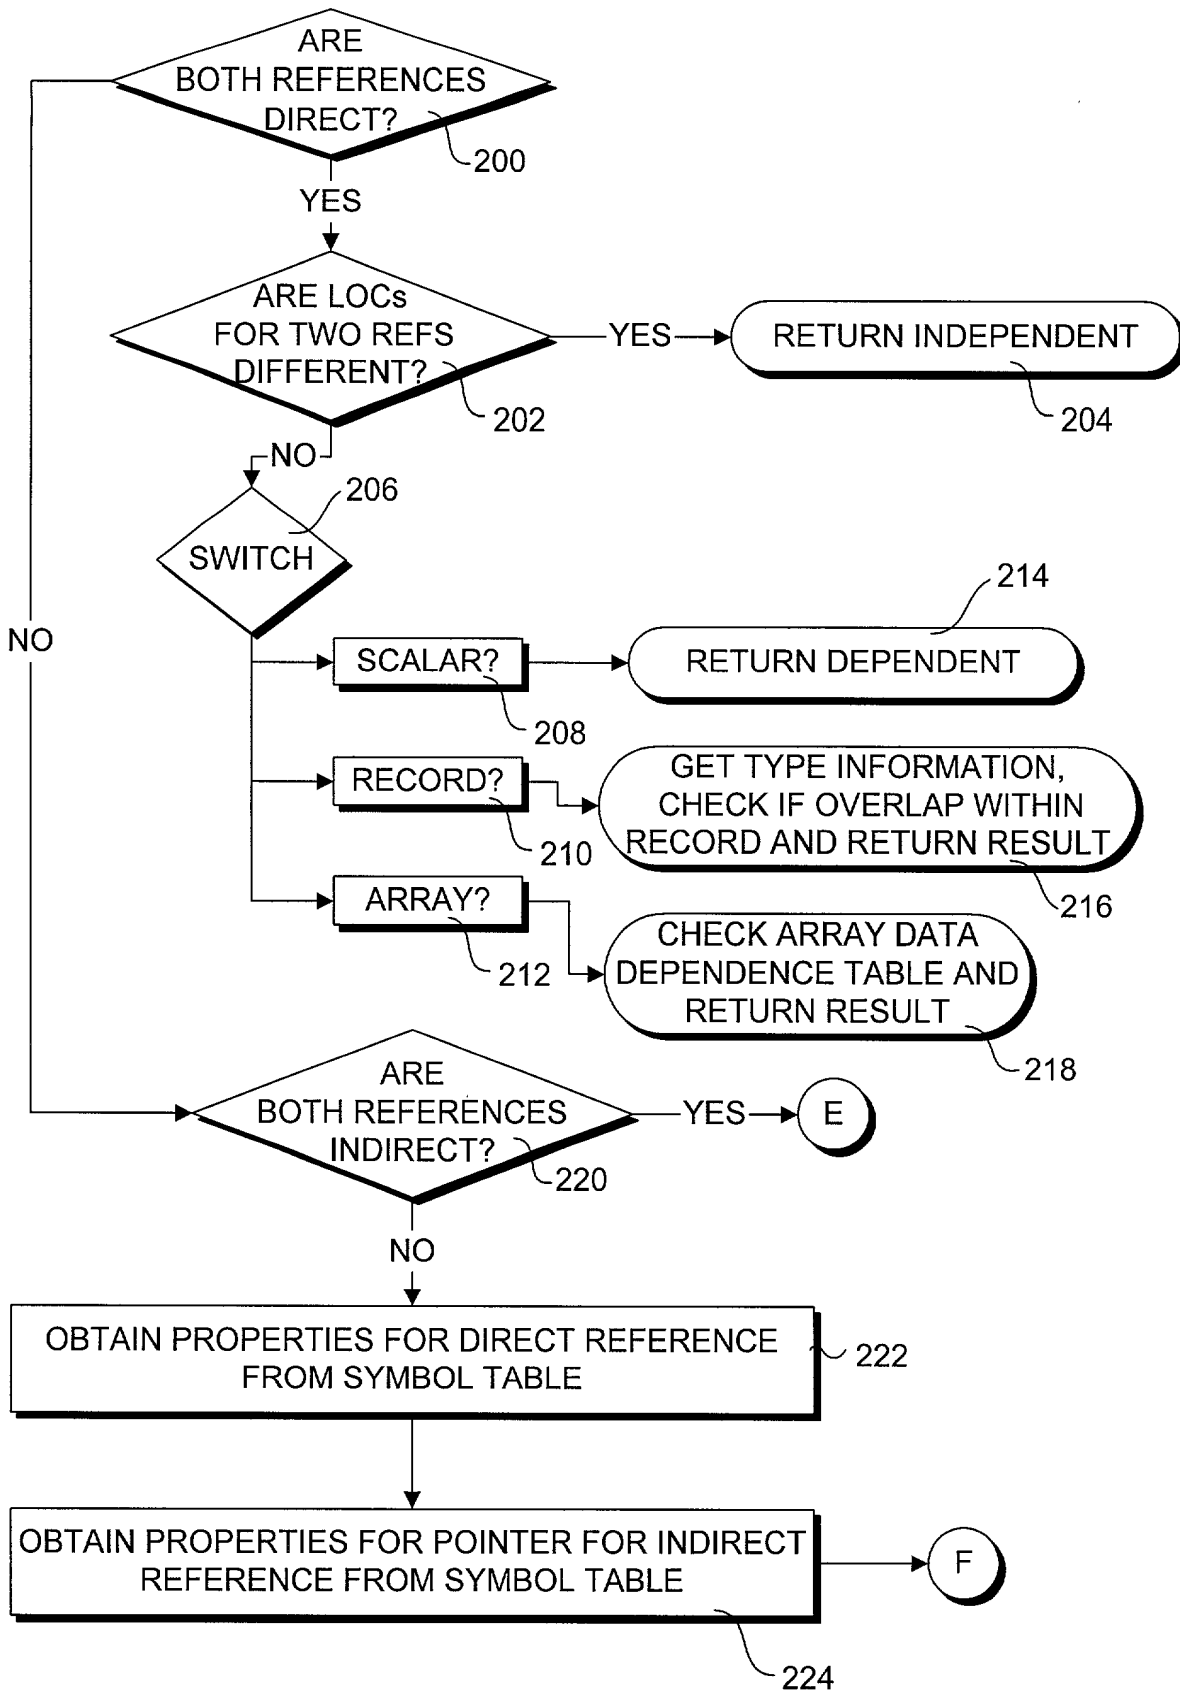 ARE
BOTH REFERENCES
DIRECT?
200
YES
ARE LOCs
FOR TWO REFS
DIFFERENT?
202
YES
RETURN INDEPENDENT
204
NO
206
SWITCH
NO
SCALAR?
208
214
RETURN DEPENDENT
RECORD?
210
GET TYPE INFORMATION,
CHECK IF OVERLAP WITHIN
RECORD AND RETURN RESULT
216
ARRAY?
212
CHECK ARRAY DATA
DEPENDENCE TABLE AND
RETURN RESULT
218
ARE
BOTH REFERENCES
INDIRECT?
220
YES
E
NO
OBTAIN PROPERTIES FOR DIRECT REFERENCE
FROM SYMBOL TABLE
222
OBTAIN PROPERTIES FOR POINTER FOR INDIRECT
REFERENCE FROM SYMBOL TABLE
224
F